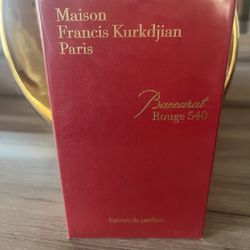 Maison
Francis Kurkdjian
Paris
Baccarat
Rouge 540
Extrait de parfum